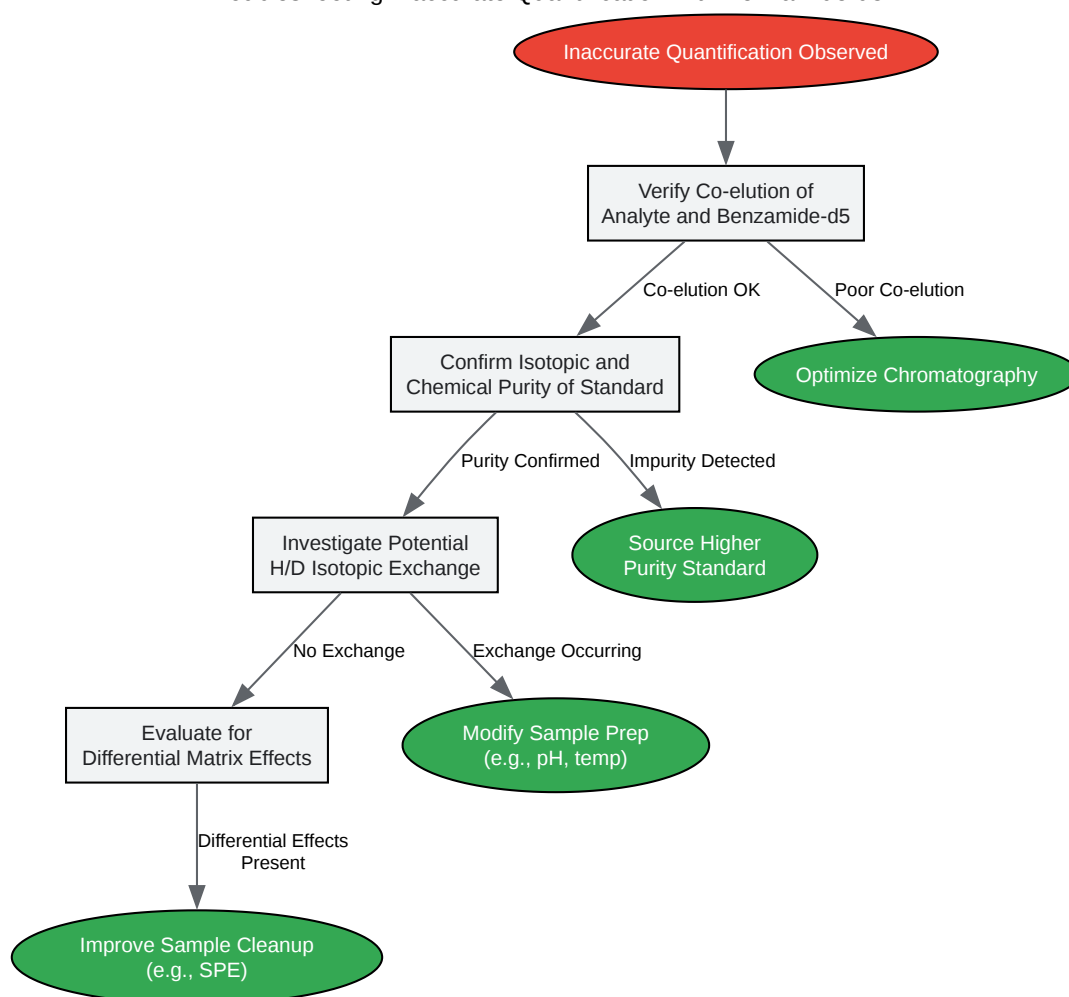 Inaccurate Quantification Observed
Verify Co-elution of
Analyte and Benzamide-d5
Co-elution OK
Poor Co-elution
Confirm Isotopic and
Chemical Purity of Standard
Optimize Chromatography
Purity Confirmed
Impurity Detected
Investigate Potential
H/D Isotopic Exchange
Source Higher
Purity Standard
No Exchange
Exchange Occurring
Evaluate for
Differential Matrix Effects
Modify Sample Prep
(e.g., pH, temp)
Differential Effects
Present
Improve Sample Cleanup
(e.g., SPE)